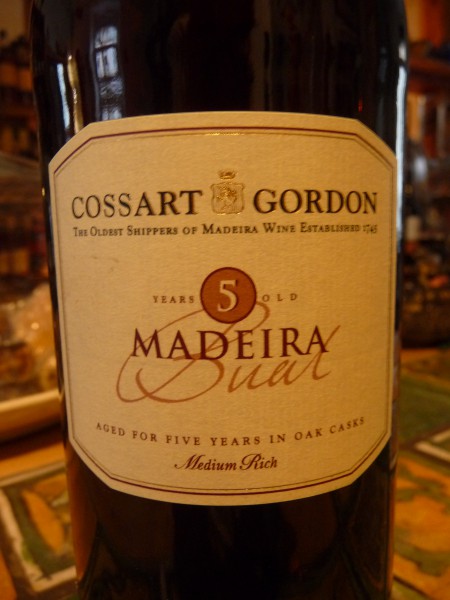 COSSART GORDON
THE OLDEST SHIPPERS OF MADEIRA WINE ESTABLISHED 1745
YEARS 5 OLD
MADEIRA
Bual
AGED FOR FIVE YEARS IN OAK CASKS
Medium Rich